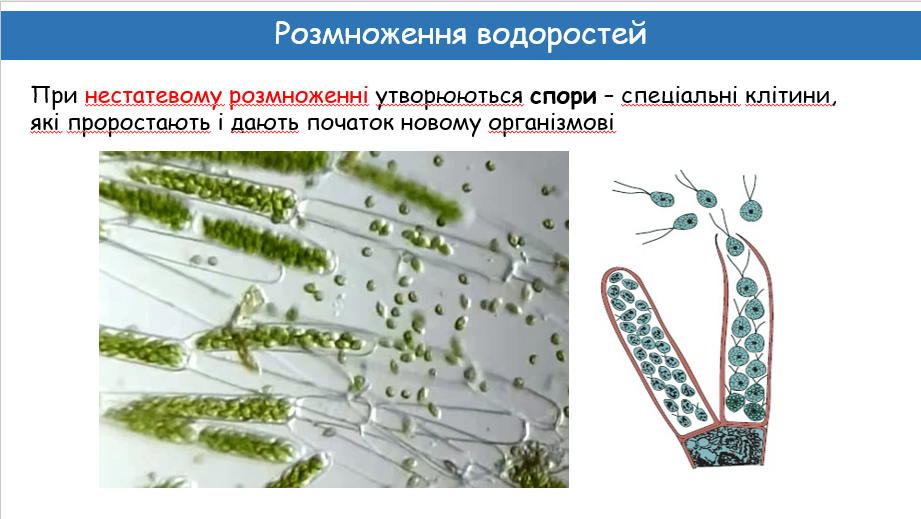 Розмноження водоростей
При нестатевому розмноженні утворюються спори – спеціальні клітини,
які проростають і дають початок новому організмові